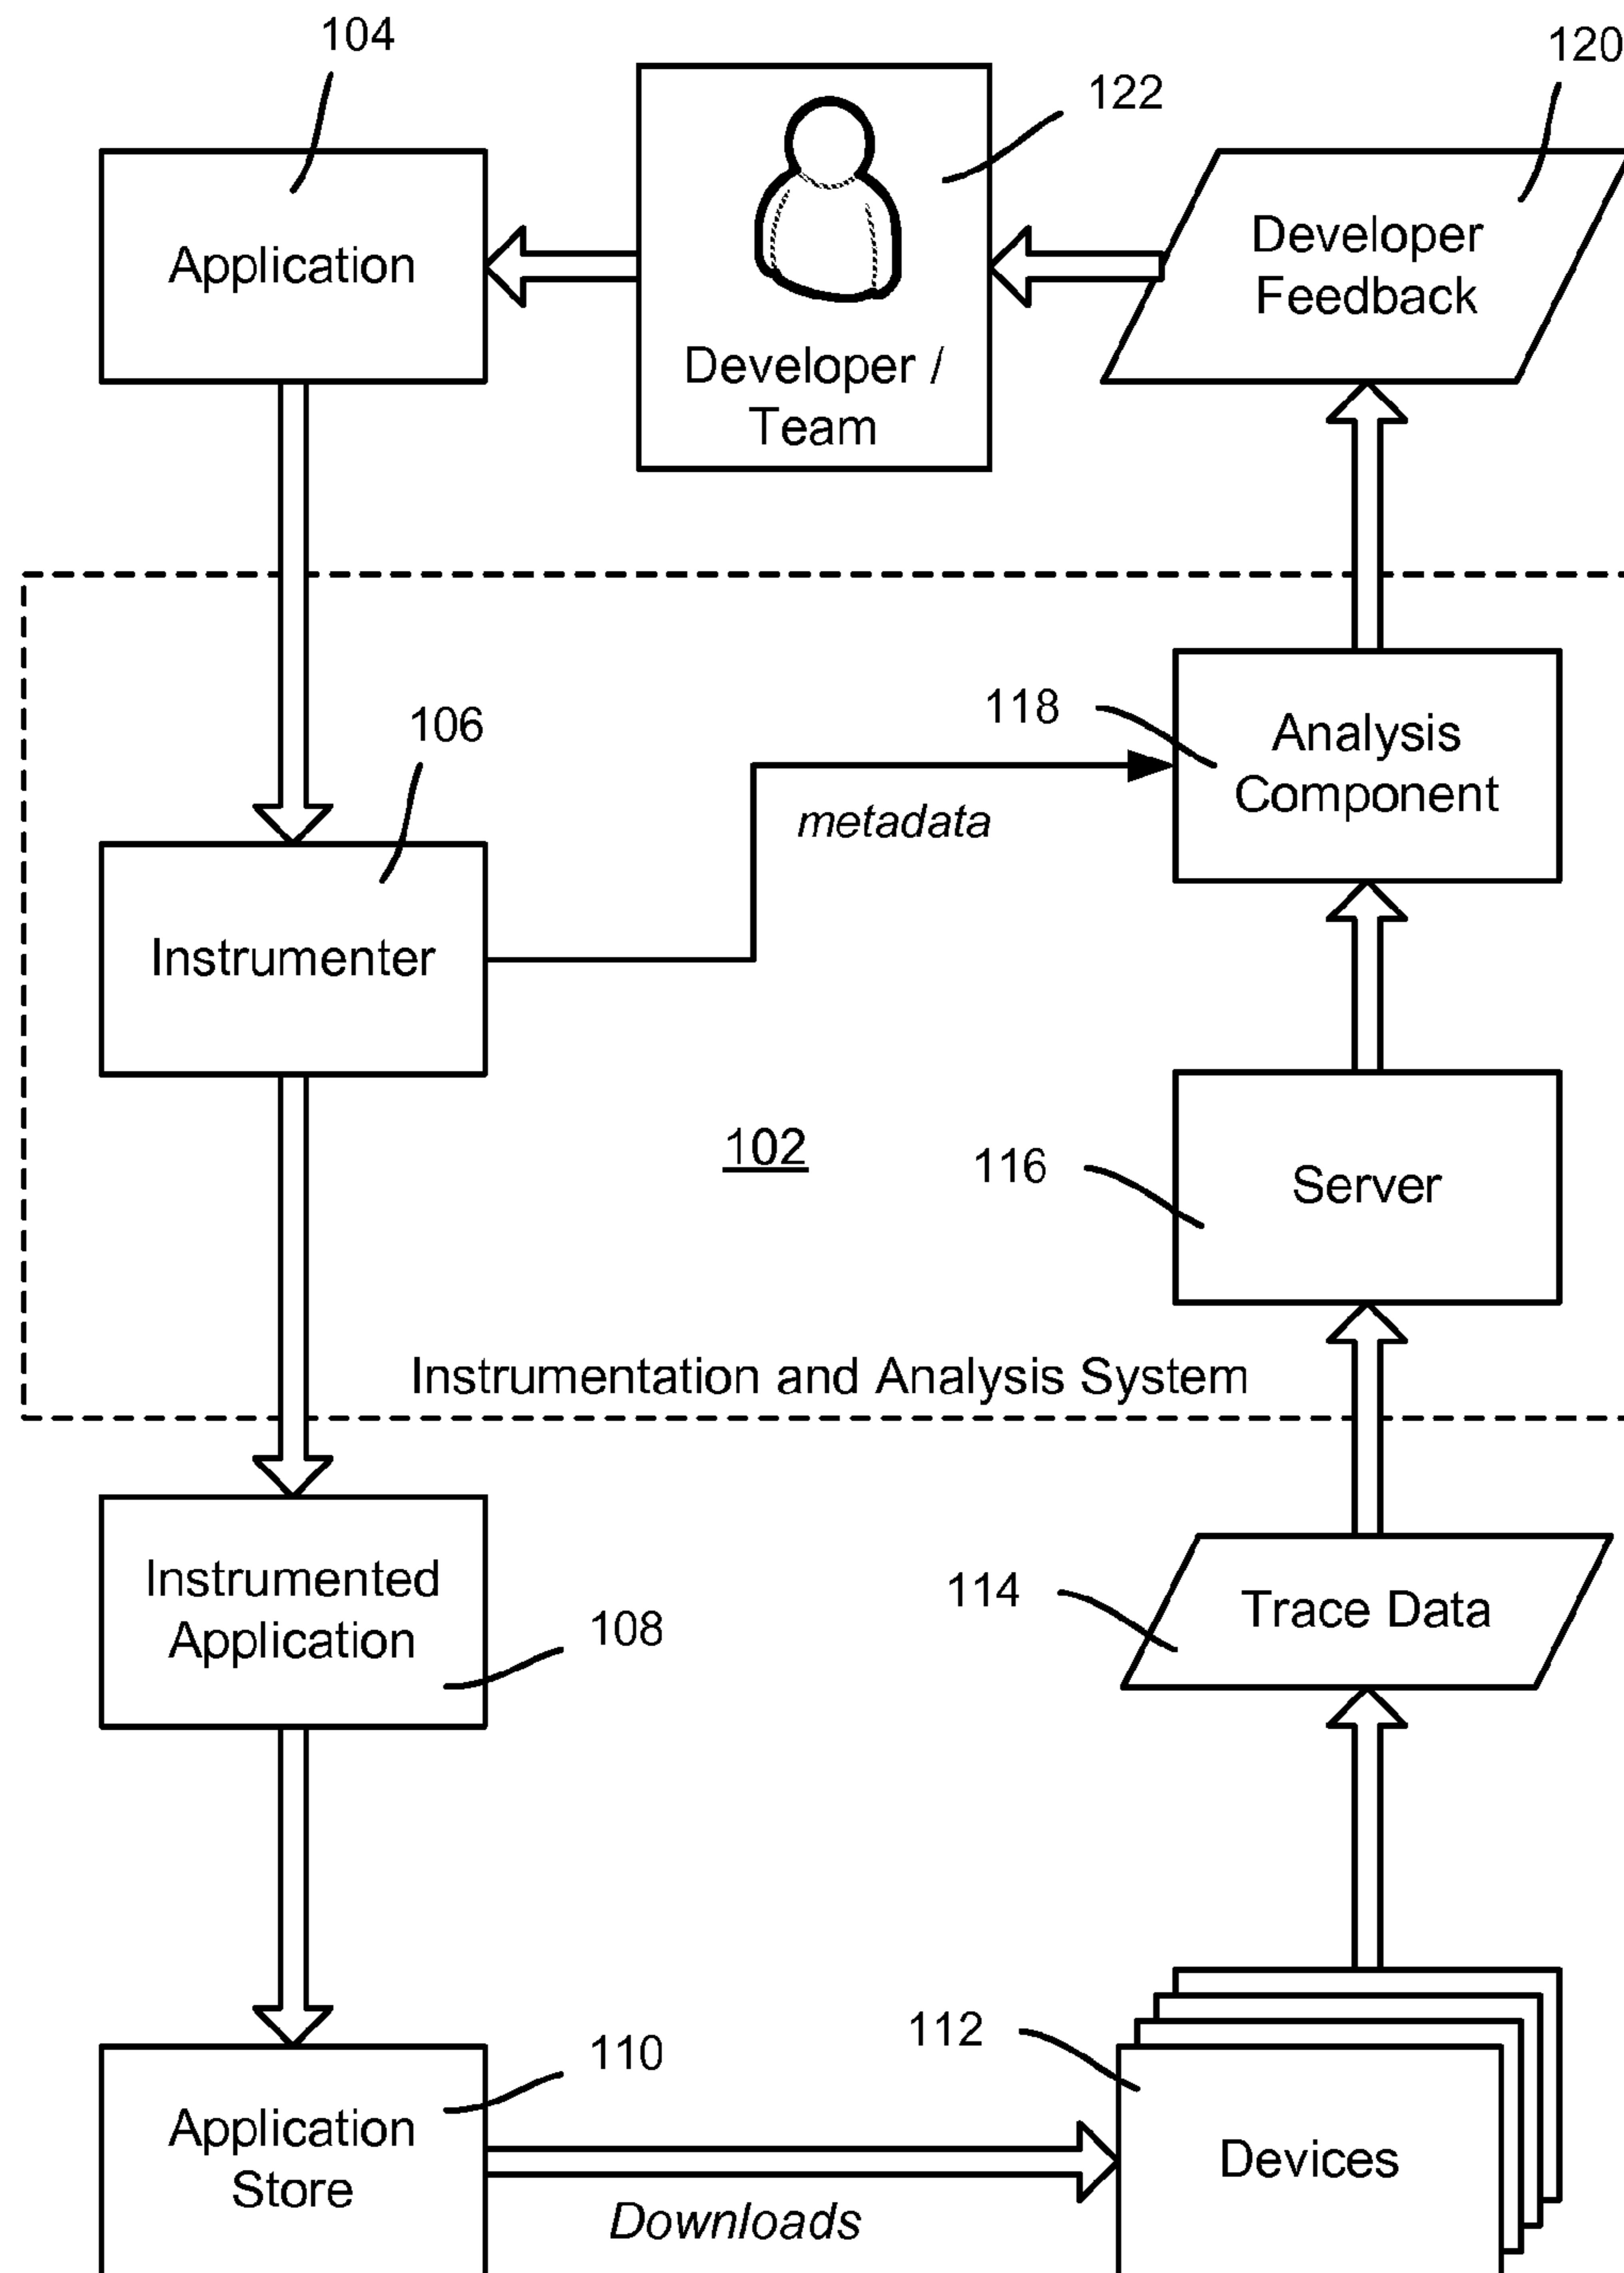 104
122
120
Application
Developer
Feedback
Developer /
Team
106
118
Analysis
Component
metadata
Instrumenter
102
116
Server
Instrumentation and Analysis System
Instrumented
Application
108
114
Trace Data
110
112
Application
Store
Devices
Downloads